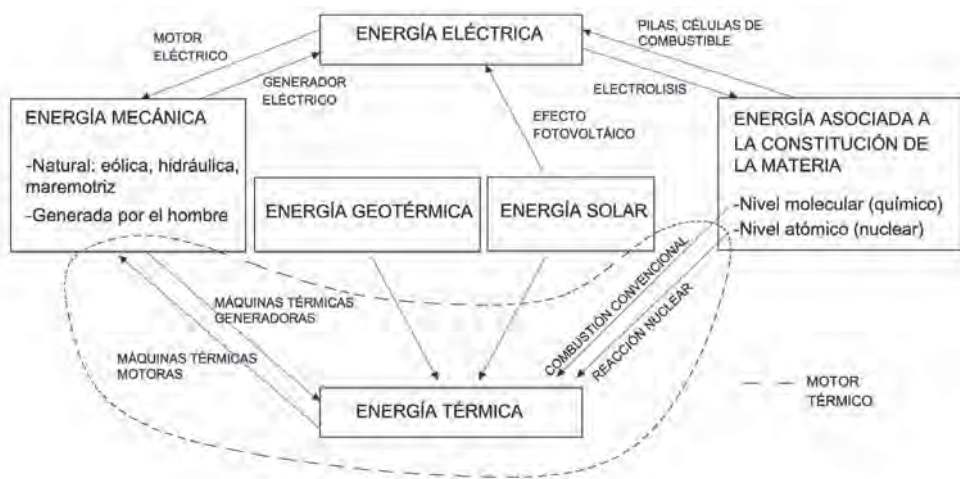 ENERGÍA ELÉCTRICA
MOTOR
ELÉCTRICO
GENERADOR
ELÉCTRICO
PILAS, CÉLULAS DE
COMBUSTIBLE
ELECTROLISIS
EFECTO
FOTOVOLTÁICO
ENERGÍA MECÁNICA
-Natural: eólica, hidráulica,
maremotriz
-Generada por el hombre
ENERGÍA GEOTÉRMICA
ENERGÍA SOLAR
ENERGÍA ASOCIADA A
LA CONSTITUCIÓN DE
LA MATERIA
-Nivel molecular (químico)
-Nivel atómico (nuclear)
MÁQUINAS TÉRMICAS
GENERADORAS
MÁQUINAS TÉRMICAS
MOTORAS
COMBUSTIÓN CONVENCIONAL
REACCIÓN NUCLEAR
ENERGÍA TÉRMICA
MOTOR
TÉRMICO